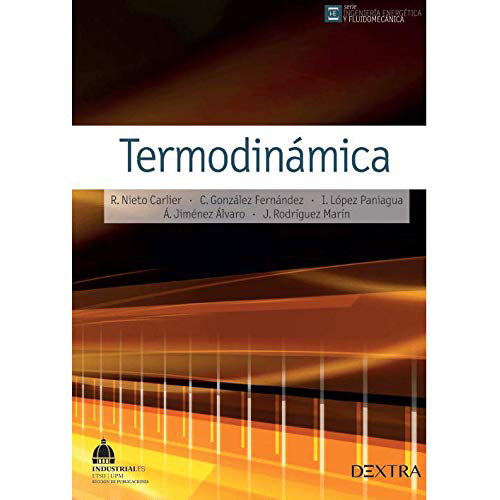 serie
+E INGENIERÍA ENERGÉTICA
Y FLUIDOMECÁNICA
Termodinámica
R. Nieto Carlier · C. González Fernández · I. López Paniagua
Á. Jiménez Álvaro · J. Rodríguez Marín
INDUSTRIALES
ETSII | UPM
SECCIÓN DE PUBLICACIONES
DEXTRA